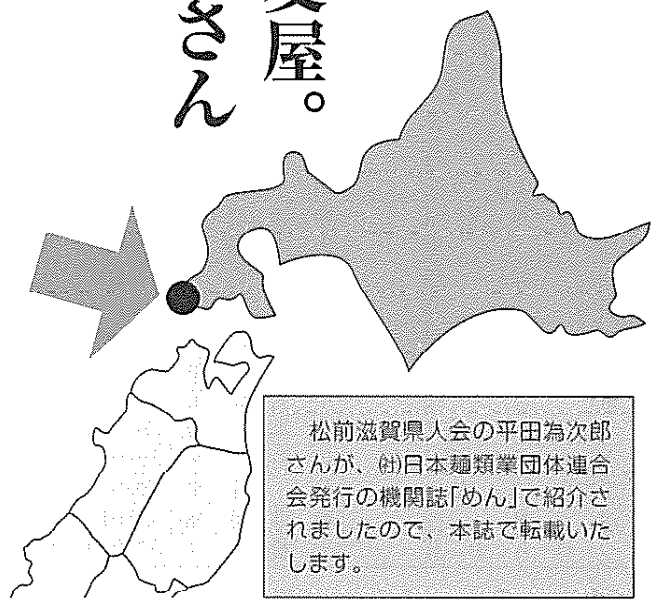 屋。
さん
松前滋賀県人会の平田為次郎
さんが、㈳日本麺類業団体連合
会発行の機関誌「めん」で紹介さ
れましたので、本誌で転載いた
します。